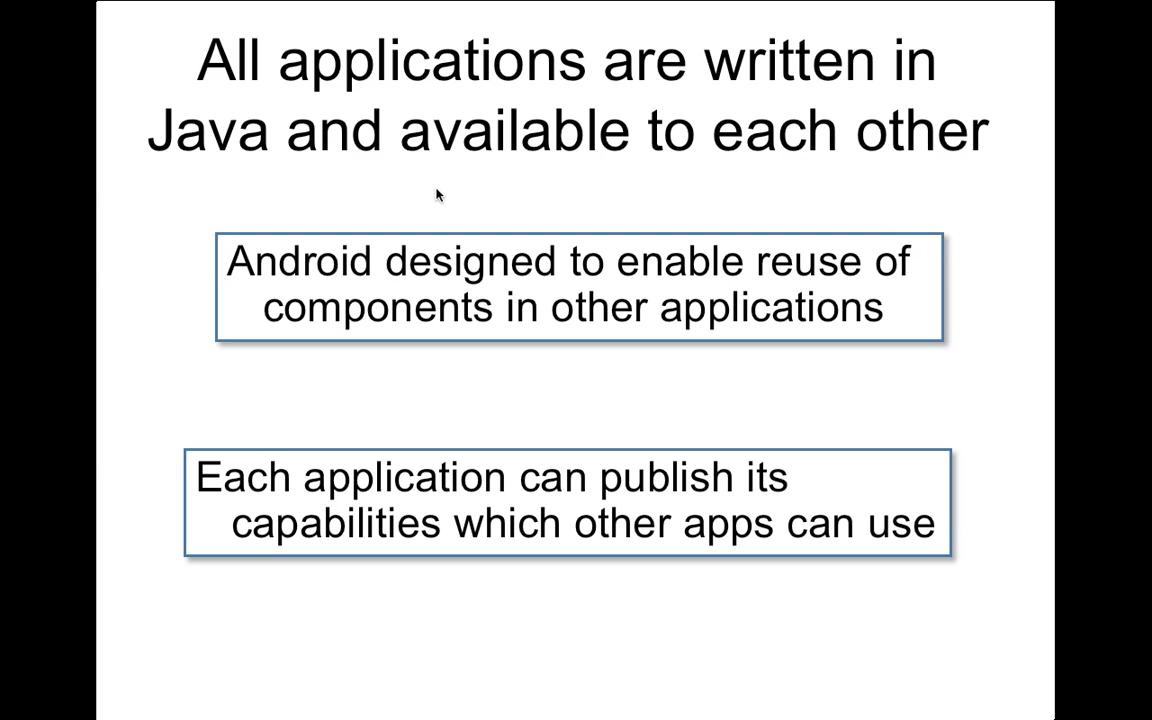 All applications are written in
Java and available to each other
Android designed to enable reuse of
components in other applications
Each application can publish its
capabilities which other apps can use